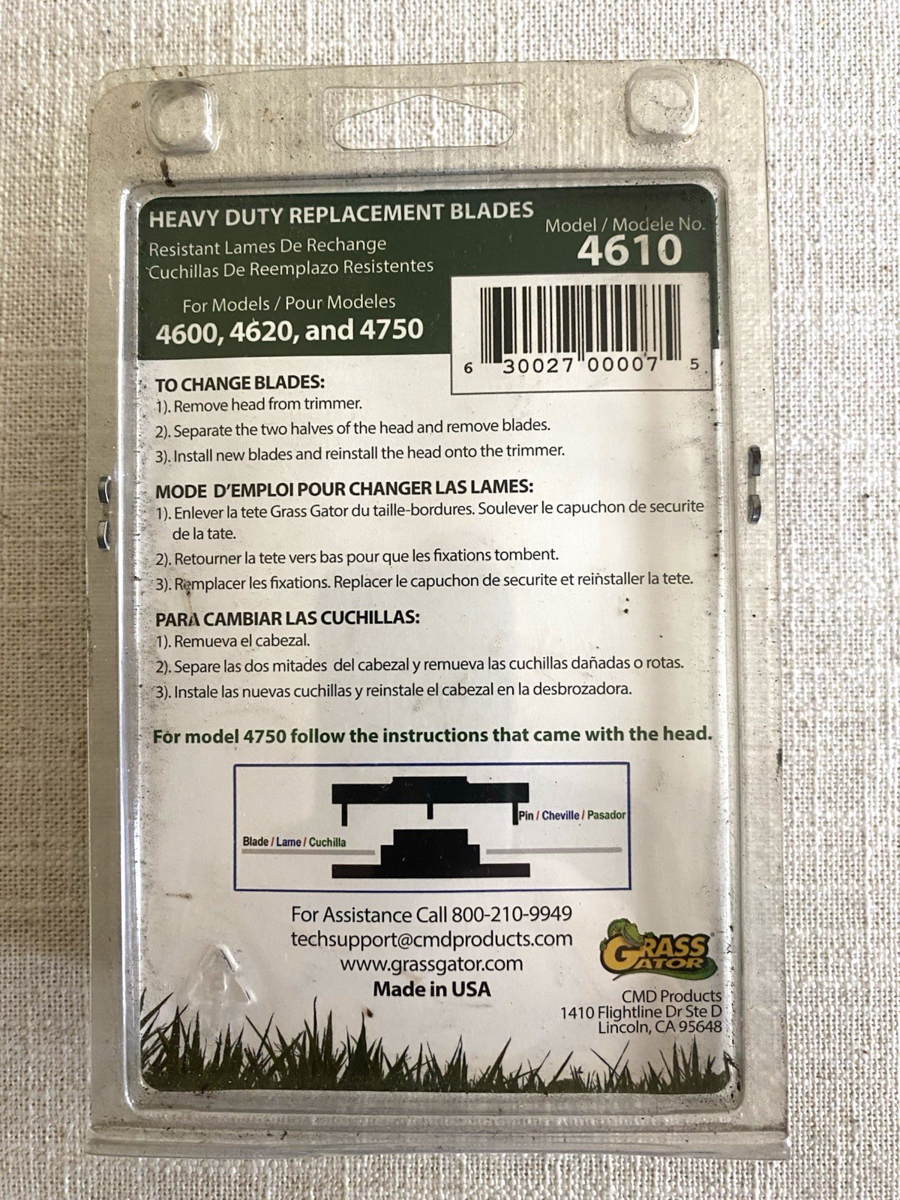 HEAVY DUTY REPLACEMENT BLADES
Resistant Lames De Rechange
Cuchillas De Reemplazo Resistentes
Model / Modele No.
4610
For Models / Pour Modeles
4600, 4620, and 4750
6 30027 00007 5
TO CHANGE BLADES:
1). Remove head from trimmer.
2). Separate the two halves of the head and remove blades.
3). Install new blades and reinstall the head onto the trimmer.
MODE D'EMPLOI POUR CHANGER LAS LAMES:
1). Enlever la tete Grass Gator du taille-bordures. Soulever le capuchon de securite
de la tate.
2). Retourner la tete vers bas pour que les fixations tombent.
3). Remplacer les fixations. Replacer le capuchon de securite et reinstaller la tete.
PARA CAMBIAR LAS CUCHILLAS:
1). Remueva el cabezal.
2). Separe las dos mitades del cabezal y remueva las cuchillas dañadas o rotas.
3). Instale las nuevas cuchillas y reinstale el cabezal en la desbrozadora.
For model 4750 follow the instructions that came with the head.
Pin / Cheville / Pasador
Blade / Lame / Cuchilla
For Assistance Call 800-210-9949
techsupport@cmdproducts.com
www.grassgator.com
Made in USA
GRASS
GATOR
CMD Products
1410 Flightline Dr Ste D
Lincoln, CA 95648